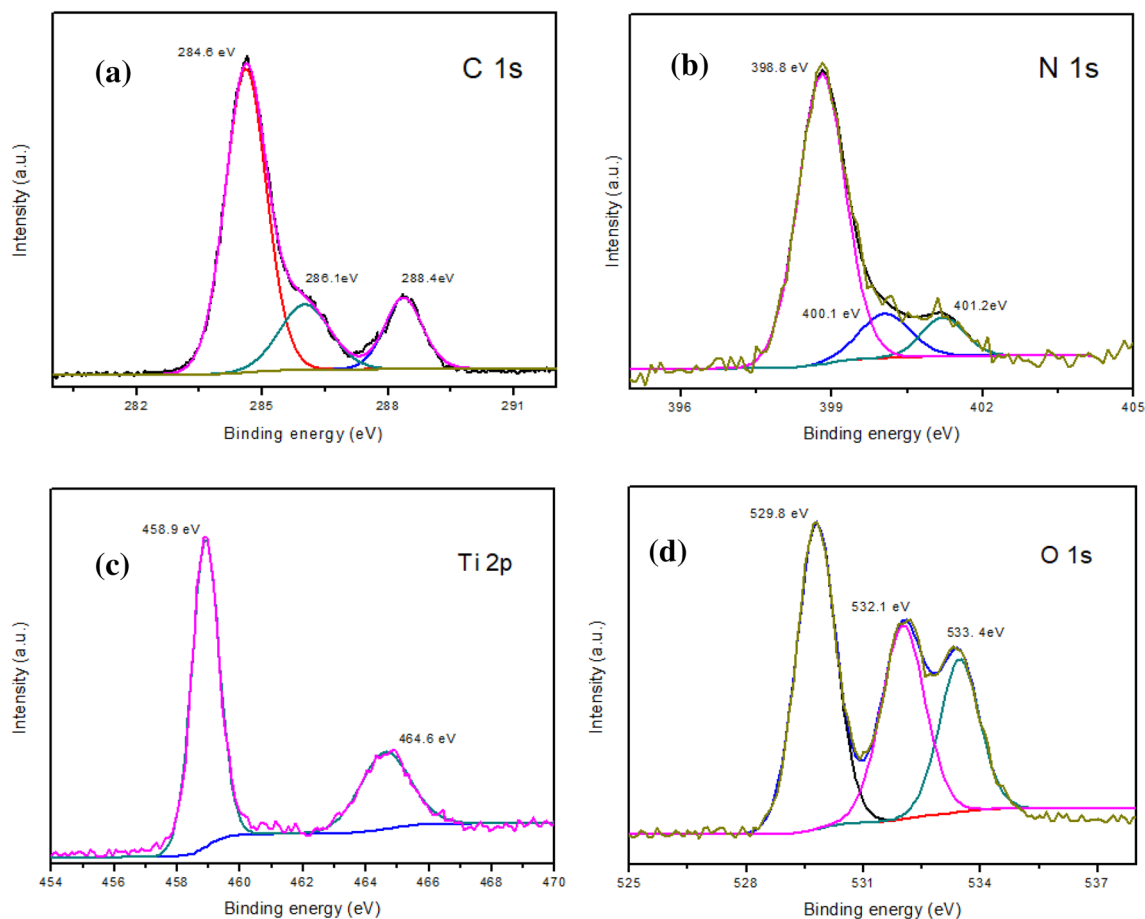 (a)
C 1s
284.6 eV
286.1eV
288.4eV
Intensity (a.u.)
282 285 288 291
Binding energy (eV)
(b)
N 1s
398.8 eV
400.1 eV
401.2eV
Intensity (a.u.)
396 399 402 405
Binding energy (eV)
(c)
Ti 2p
458.9 eV
464.6 eV
Intensity (a.u.)
454 456 458 460 462 464 466 468 470
Binding energy (eV)
(d)
O 1s
529.8 eV
532.1 eV
533. 4eV
Intensity (a.u.)
525 528 531 534 537
Binding energy (eV)